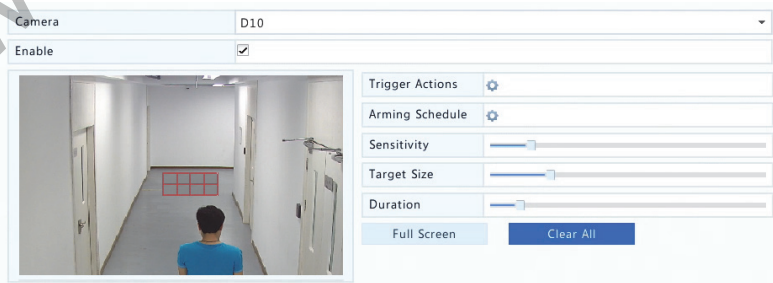 Camera D10
Enable
Trigger Actions
Arming Schedule
Sensitivity
Target Size
Duration
Full Screen Clear All